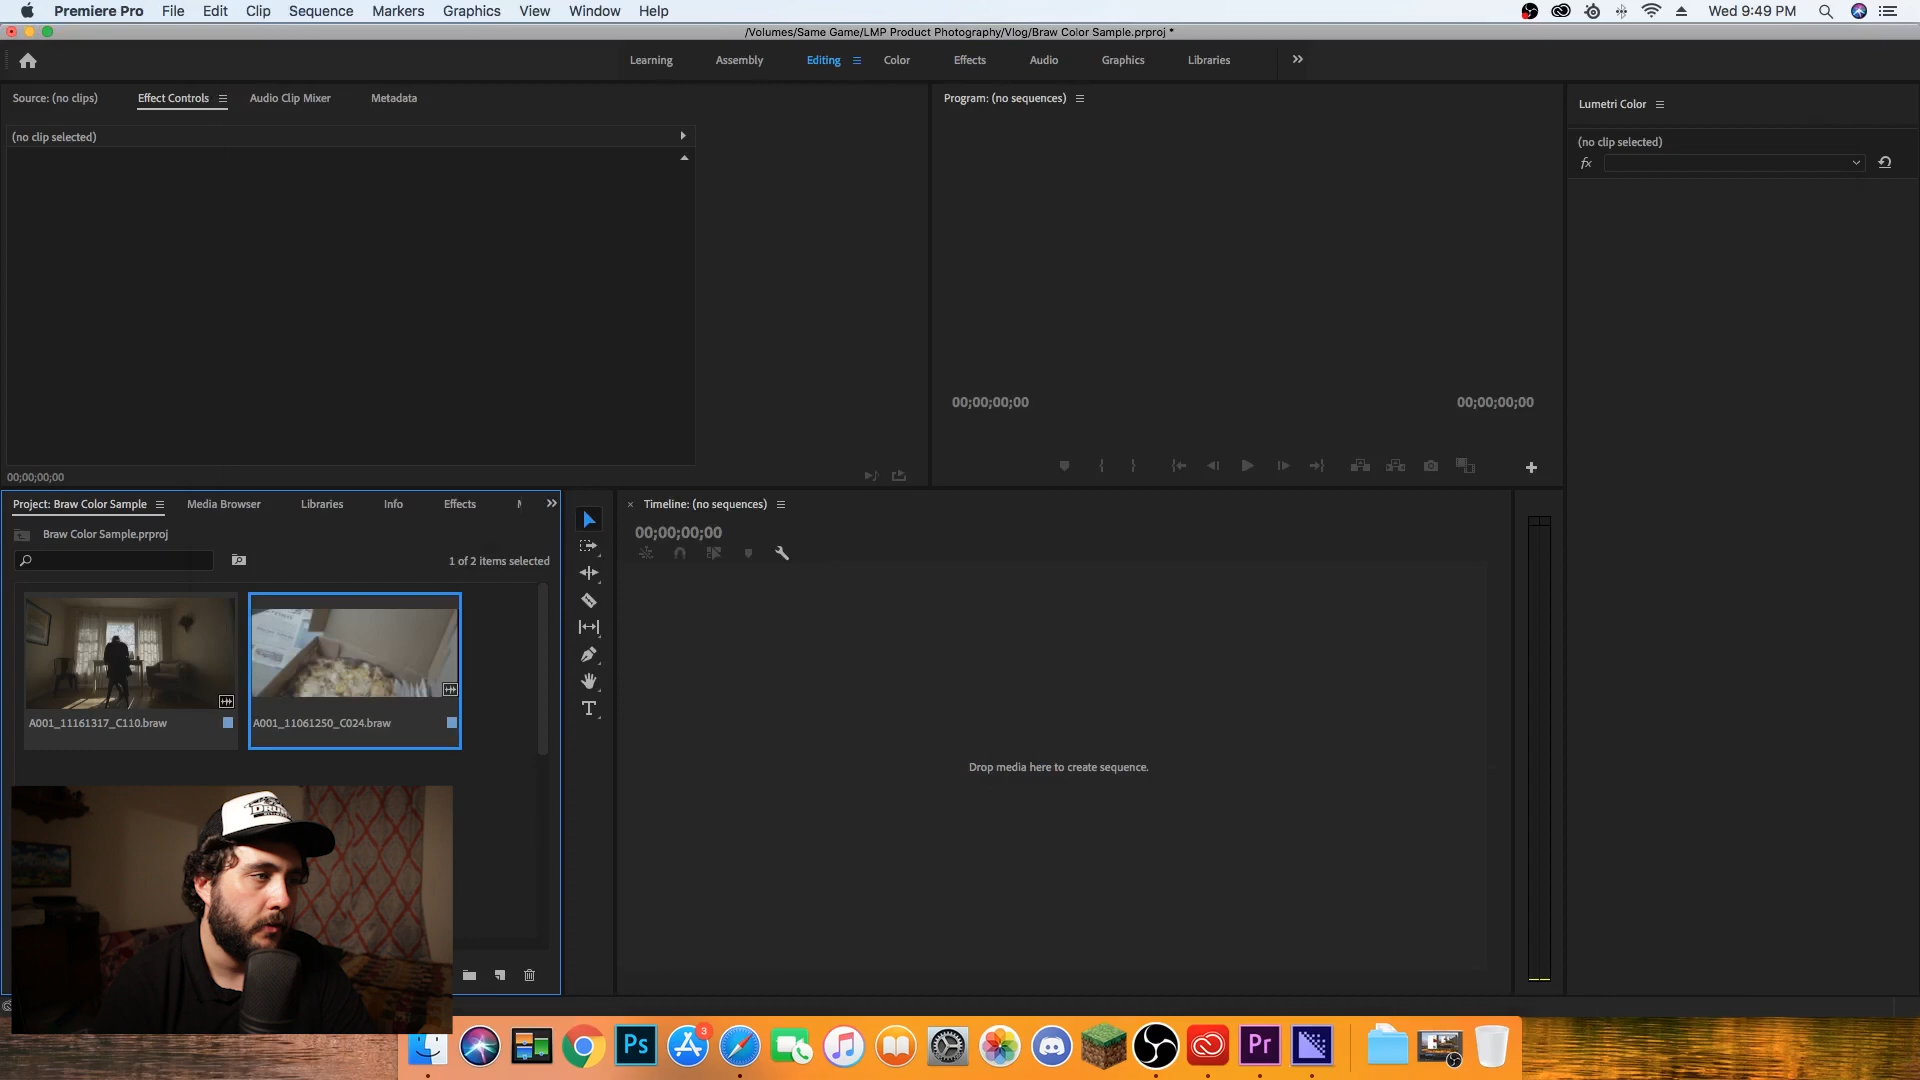 Premiere Pro File Edit Clip Sequence Markers Graphics View Window Help Wed 9:49 PM
/Volumes/Same Game/LMP Product Photography/Vlog/Braw Color Sample.prproj *
Learning Assembly Editing Color Effects Audio Graphics Libraries
Source: (no clips) Effect Controls Audio Clip Mixer Metadata
(no clip selected)
00;00;00;00
Program: (no sequences)
00;00;00;00 00;00;00;00
Lumetri Color
(no clip selected)
fx
Project: Braw Color Sample Media Browser Libraries Info Effects
Braw Color Sample.prproj
1 of 2 items selected
A001_11161317_C110.braw
A001_11061250_C024.braw
Timeline: (no sequences)
00;00;00;00
Drop media here to create sequence.
Ps
3
Pr